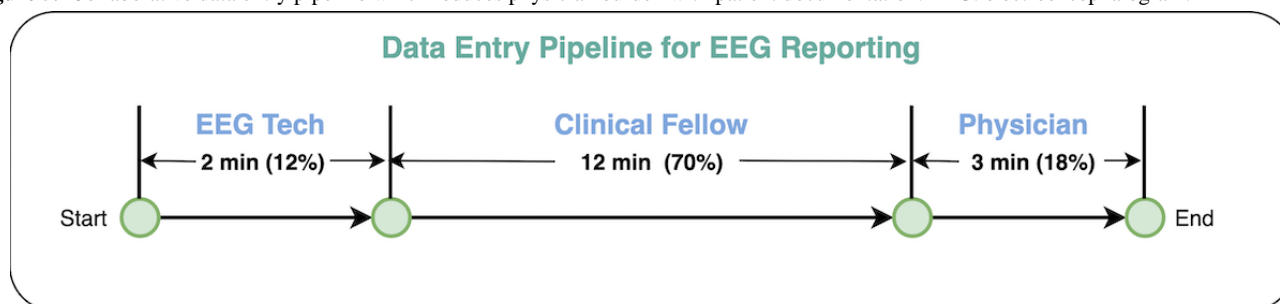 Data Entry Pipeline for EEG Reporting
EEG Tech Clinical Fellow Physician
2 min (12%) 12 min (70%) 3 min (18%)
Start End